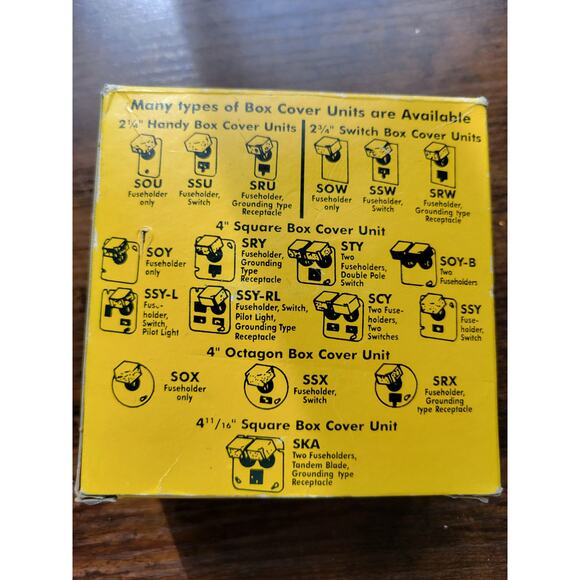 Many types of Box Cover Units are Available
2¼" Handy Box Cover Units
2¾" Switch Box Cover Units
SOU
Fuseholder
only
SSU
Fuseholder,
Switch
SRU
Fuseholder,
Grounding type
Receptacle
SOW
Fuseholder
only
SSW
Fuseholder,
Switch
SRW
Fuseholder,
Grounding type
Receptacle
4" Square Box Cover Unit
SOY
Fuseholder
only
SRY
Fuseholder,
Grounding
Type
Receptacle
STY
Two
Fuseholders,
Double Pole
Switch
SOY-B
Two
Fuseholders
SSY-L
Fuse-
holder,
Switch,
Pilot Light
SSY-RL
Fuseholder, Switch,
Pilot Light,
Grounding Type
Receptacle
SCY
Two Fuse-
holders,
Two
Switches
SSY
Fuse-
holder,
Switch
4" Octagon Box Cover Unit
SOX
Fuseholder
only
SSX
Fuseholder,
Switch
SRX
Fuseholder,
Grounding
type Receptacle
4 11/16" Square Box Cover Unit
SKA
Two Fuseholders,
Tandem Blade,
Grounding type
Receptacle